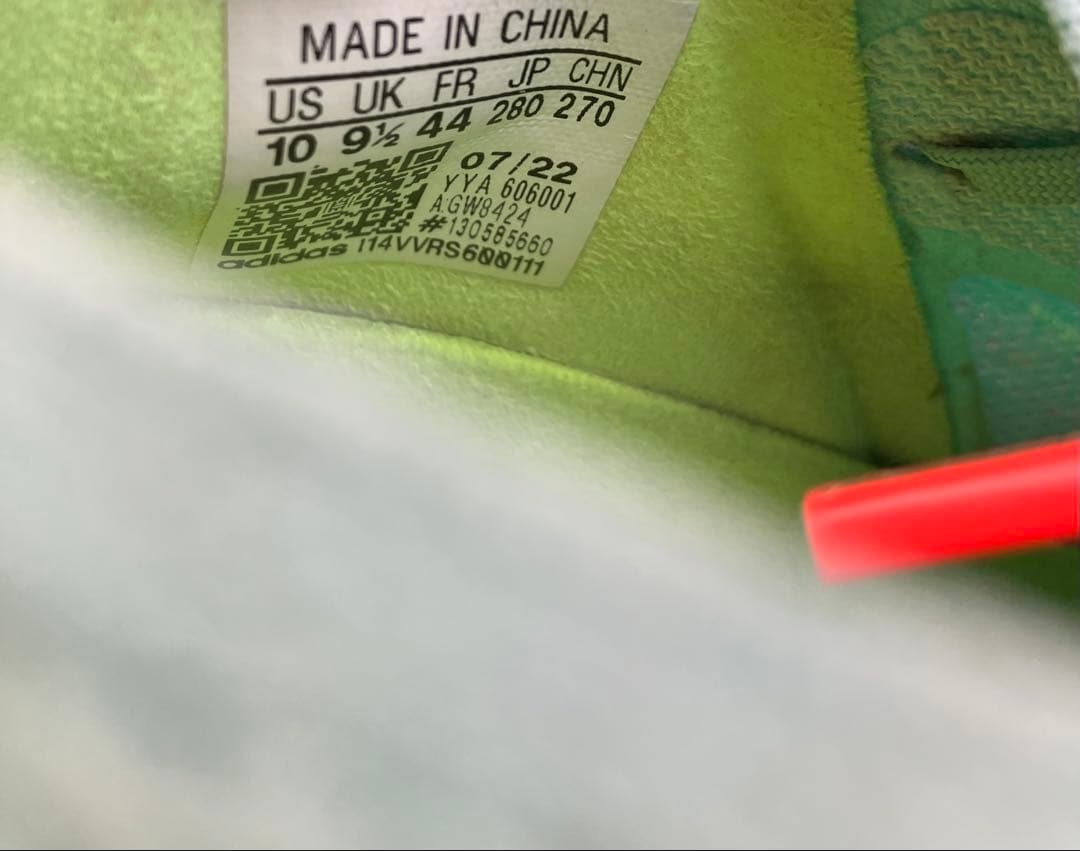 MADE IN CHINA
US UK FR JP CHN
10 9½ 44 280 270
07/22
YYA 606001
A.GW8424
#130585660
adidas I14VVRS600111